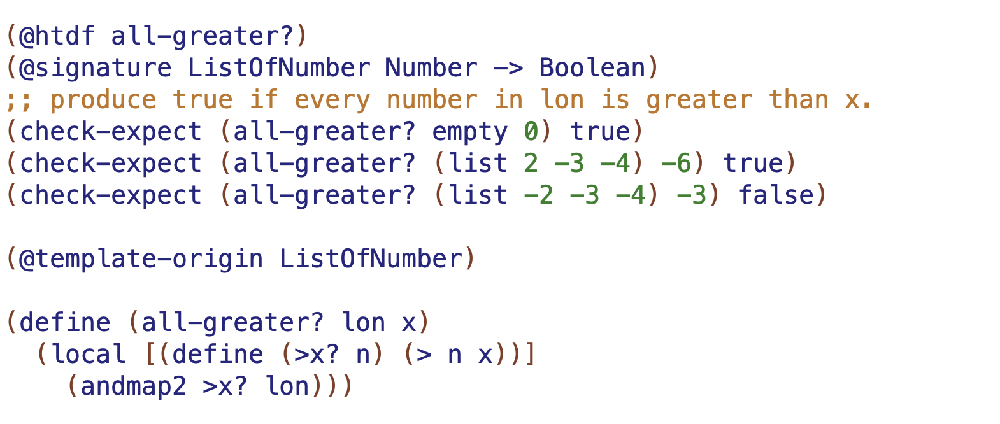 (@htdf all-greater?)
(@signature ListOfNumber Number -> Boolean)
;; produce true if every number in lon is greater than x.
(check-expect (all-greater? empty 0) true)
(check-expect (all-greater? (list 2 -3 -4) -6) true)
(check-expect (all-greater? (list -2 -3 -4) -3) false)
(@template-origin ListOfNumber)
(define (all-greater? lon x)
(local [(define (>x? n) (> n x))]
(andmap2 >x? lon)))